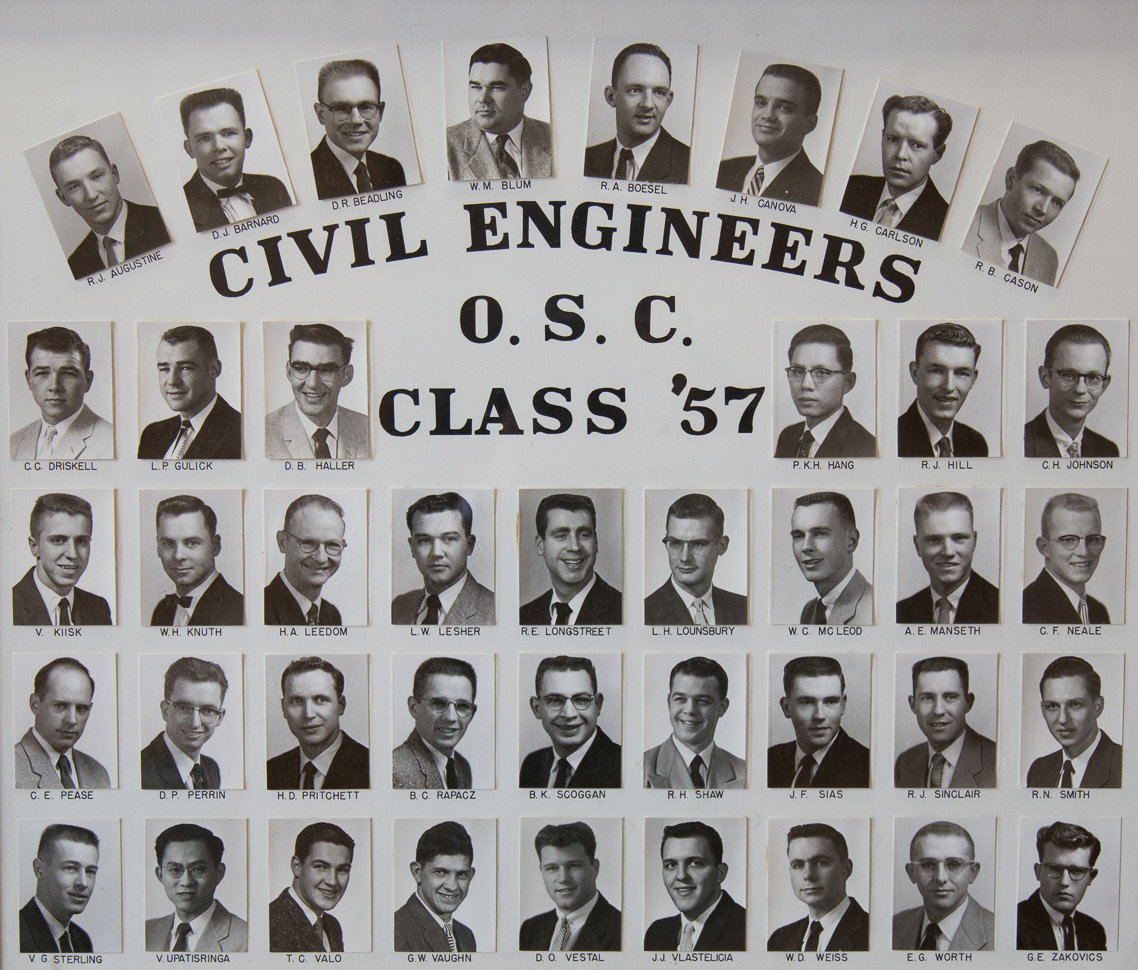 R.J. AUGUSTINE
D.J. BARNARD
D.R. BEADLING
W.M. BLUM
R.A. BOESEL
J.H. CANOVA
H.G. CARLSON
R.B. CASON
CIVIL ENGINEERS
O. S. C.
CLASS '57
C.C. DRISKELL
L.P. GULICK
D.B. HALLER
P.K.H. HANG
R.J. HILL
C.H. JOHNSON
V. KIISK
W.H. KNUTH
H.A. LEEDOM
L.W. LESHER
R.E. LONGSTREET
L.H. LOUNSBURY
W.C. MCLEOD
A.E. MANSETH
C.F. NEALE
C.E. PEASE
D.P. PERRIN
H.D. PRITCHETT
B.C. RAPACZ
B.K. SCOGGAN
R.H. SHAW
J.F. SIAS
R.J. SINCLAIR
R.N. SMITH
V.G. STERLING
V. UPATISRINGA
T.C. VALO
G.W. VAUGHN
D.O. VESTAL
J.J. VLASTELICIA
W.D. WEISS
E.G. WORTH
G.E. ZAKOVICS